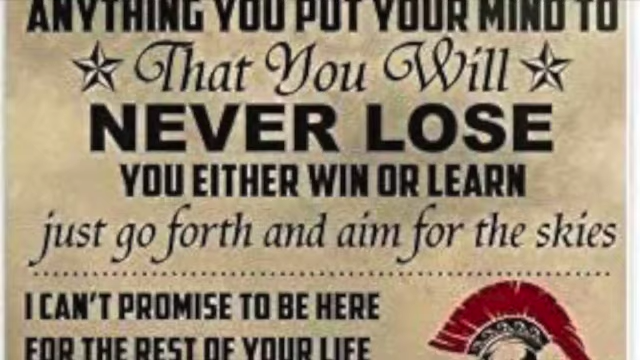 ANYTHING YOU PUT YOUR MIND TO
That You Will
NEVER LOSE
YOU EITHER WIN OR LEARN
just go forth and aim for the skies
I CAN'T PROMISE TO BE HERE
FOR THE REST OF YOUR LIFE